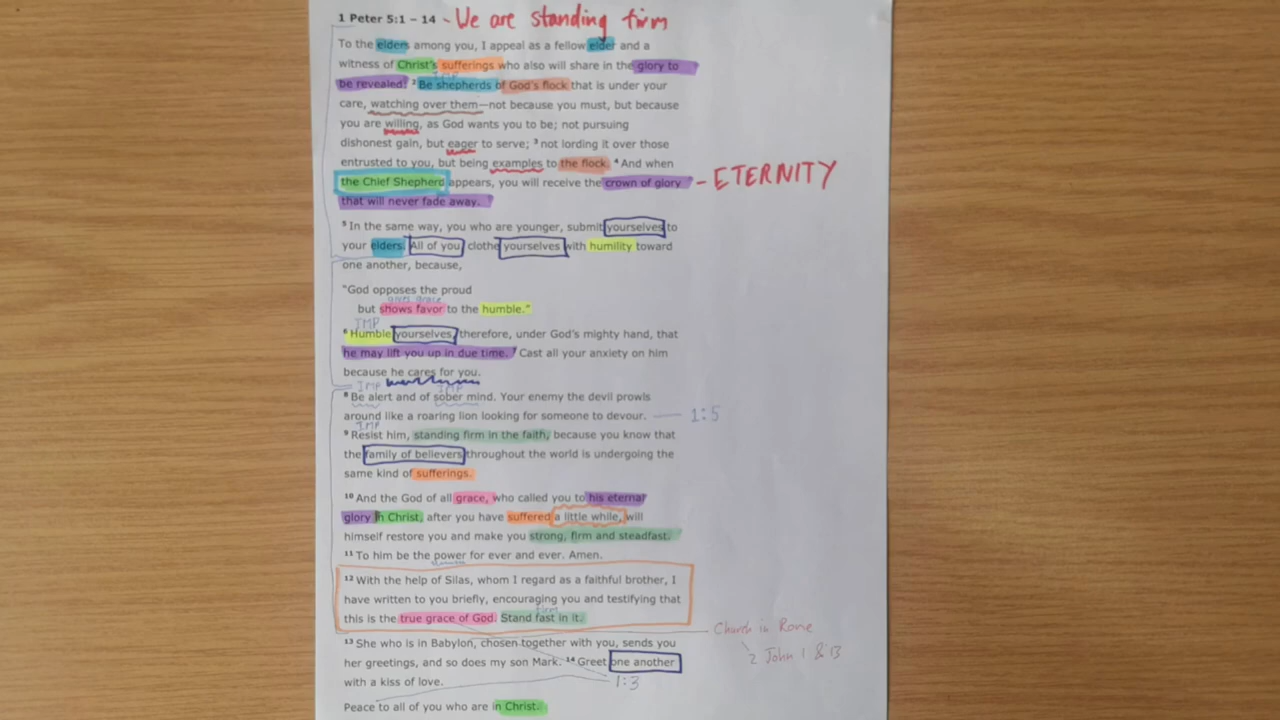 1 Peter 5:1 – 14 - We are standing firm
To the elders among you, I appeal as a fellow elder and a
witness of Christ's sufferings who also will share in the glory to
IMP
be revealed: ² Be shepherds of God's flock that is under your
care, watching over them—not because you must, but because
you are willing, as God wants you to be; not pursuing
dishonest gain, but eager to serve; ³ not lording it over those
entrusted to you, but being examples to the flock. ⁴ And when
the Chief Shepherd appears, you will receive the crown of glory - ETERNITY
that will never fade away.
⁵ In the same way, you who are younger, submit yourselves to
your elders. All of you, clothe yourselves with humility toward
one another, because,
"God opposes the proud
gives grace
but shows favor to the humble."
IMP
⁶ Humble yourselves, therefore, under God's mighty hand, that
he may lift you up in due time. ⁷ Cast all your anxiety on him
because he cares for you.
IMP IMP
⁸ Be alert and of sober mind. Your enemy the devil prowls
around like a roaring lion looking for someone to devour. 1:5
IMP
⁹ Resist him, standing firm in the faith, because you know that
the family of believers throughout the world is undergoing the
same kind of sufferings.
¹⁰ And the God of all grace, who called you to his eternal
glory in Christ, after you have suffered a little while, will
himself restore you and make you strong, firm and steadfast.
¹¹ To him be the power for ever and ever. Amen.
¹² With the help of Silas, whom I regard as a faithful brother, I
have written to you briefly, encouraging you and testifying that
firm
this is the true grace of God. Stand fast in it.
Church in Rome
¹³ She who is in Babylon, chosen together with you, sends you
her greetings, and so does my son Mark. ¹⁴ Greet one another
2 John 1 & 13
with a kiss of love. 1:3
Peace to all of you who are in Christ.